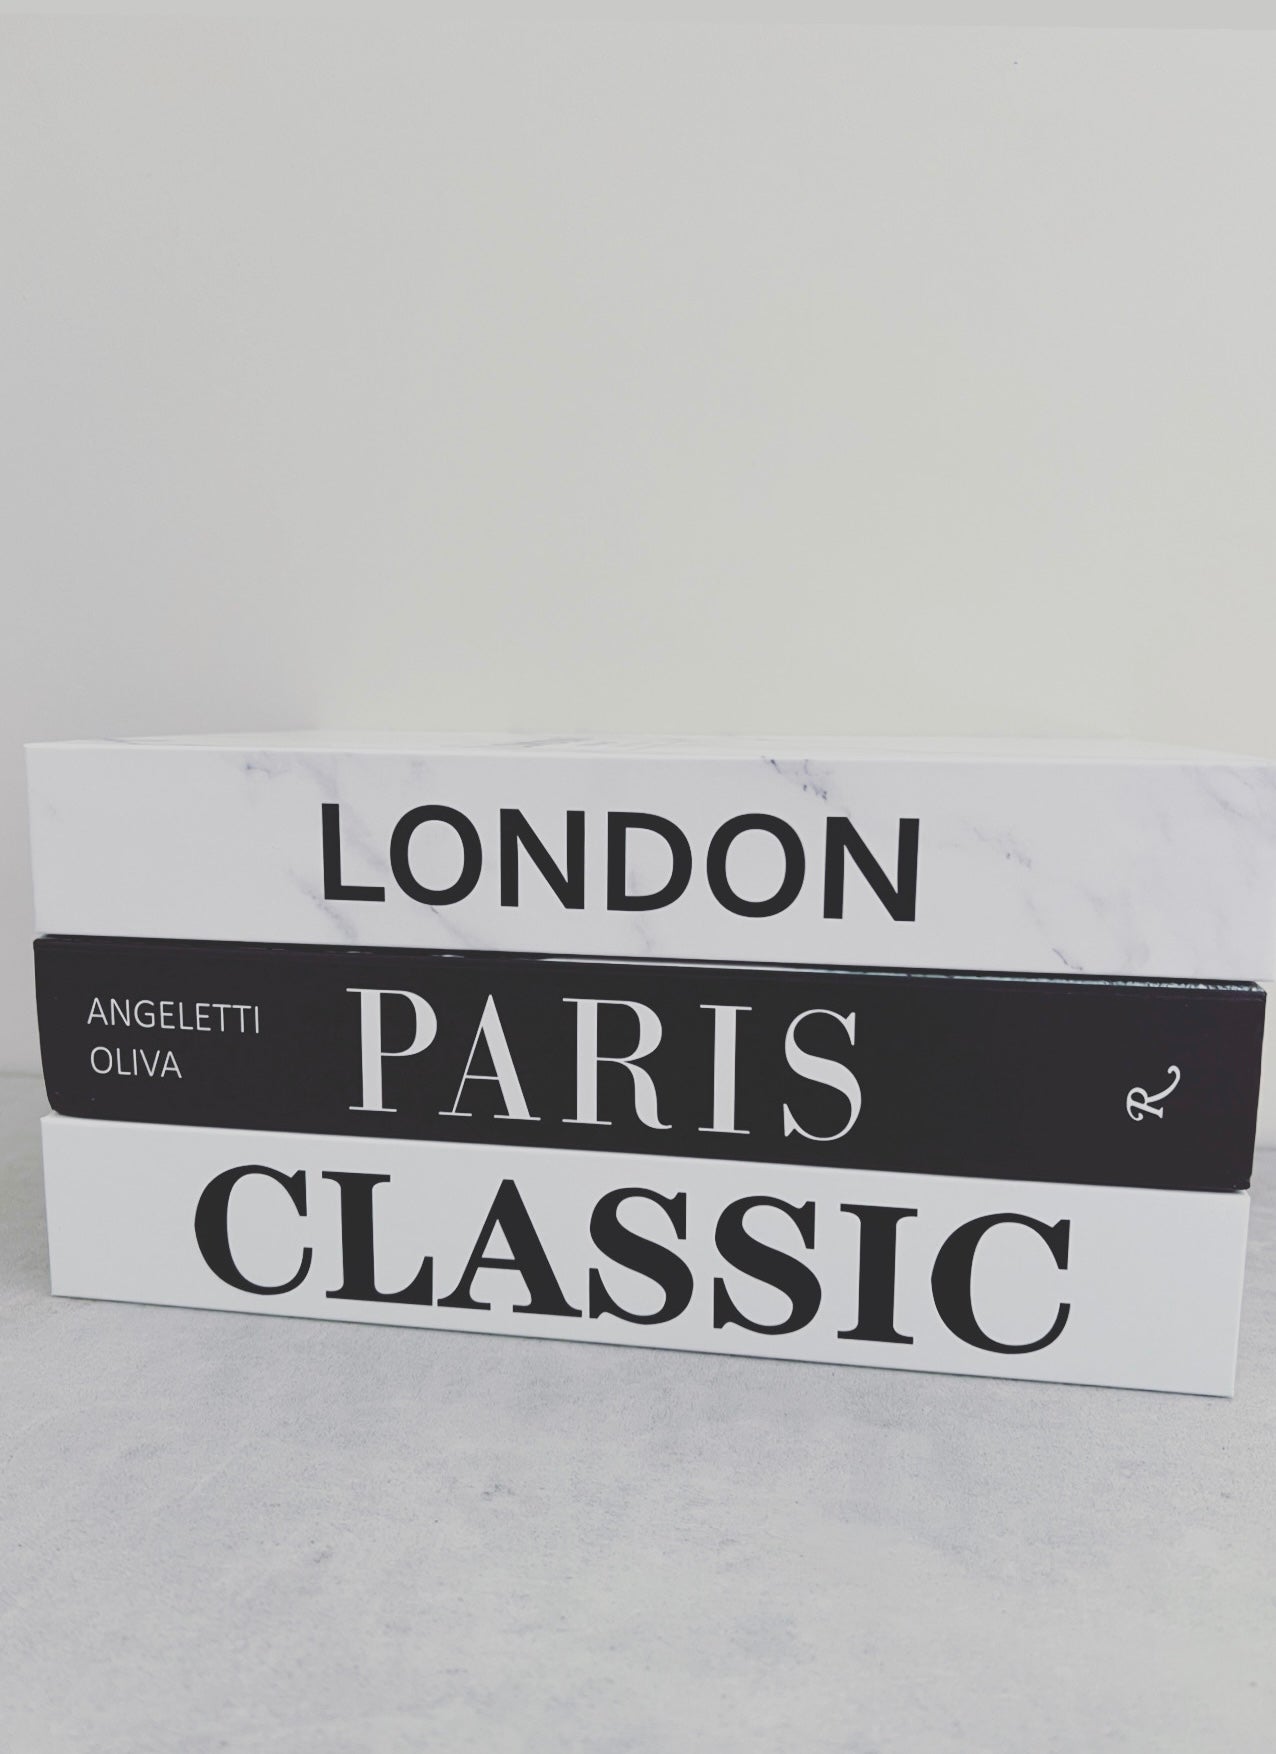 LONDON
ANGELETTI
OLIVA
PARIS
R
CLASSIC